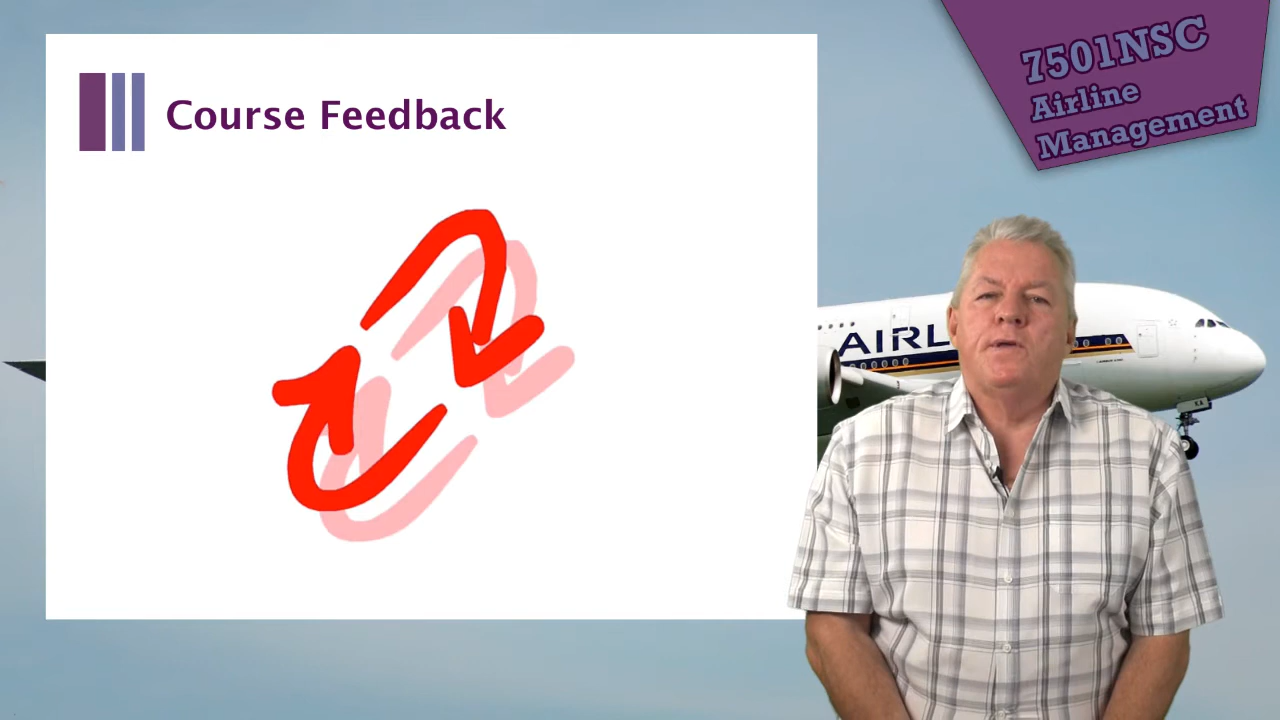 Course Feedback
7501NSC
Airline
Management
AIRL